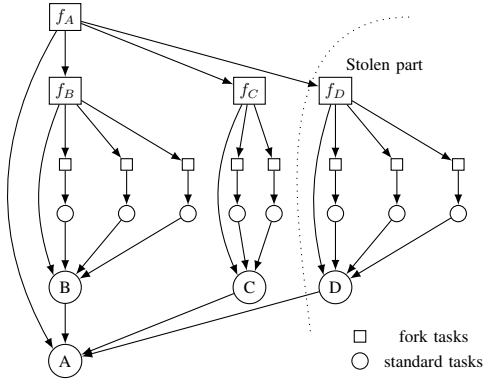 f_A
Stolen part
f_B
f_C
f_D
B
C
D
fork tasks
A
standard tasks